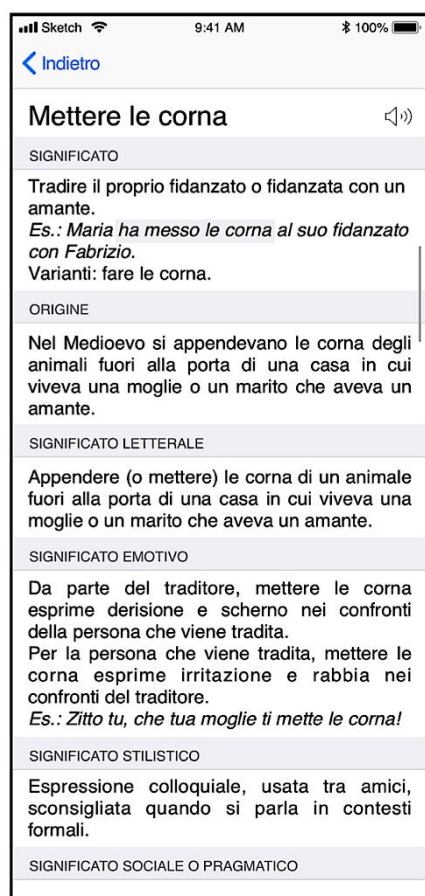 Sketch 9:41 AM 100%
Indietro
Mettere le corna
SIGNIFICATO
Tradire il proprio fidanzato o fidanzata con un
amante.
Es.: Maria ha messo le corna al suo fidanzato
con Fabrizio.
Varianti: fare le corna.
ORIGINE
Nel Medioevo si appendevano le corna degli
animali fuori alla porta di una casa in cui
viveva una moglie o un marito che aveva un
amante.
SIGNIFICATO LETTERALE
Appendere (o mettere) le corna di un animale
fuori alla porta di una casa in cui viveva una
moglie o un marito che aveva un amante.
SIGNIFICATO EMOTIVO
Da parte del traditore, mettere le corna
esprime derisione e scherno nei confronti
della persona che viene tradita.
Per la persona che viene tradita, mettere le
corna esprime irritazione e rabbia nei
confronti del traditore.
Es.: Zitto tu, che tua moglie ti mette le corna!
SIGNIFICATO STILISTICO
Espressione colloquiale, usata tra amici,
sconsigliata quando si parla in contesti
formali.
SIGNIFICATO SOCIALE O PRAGMATICO